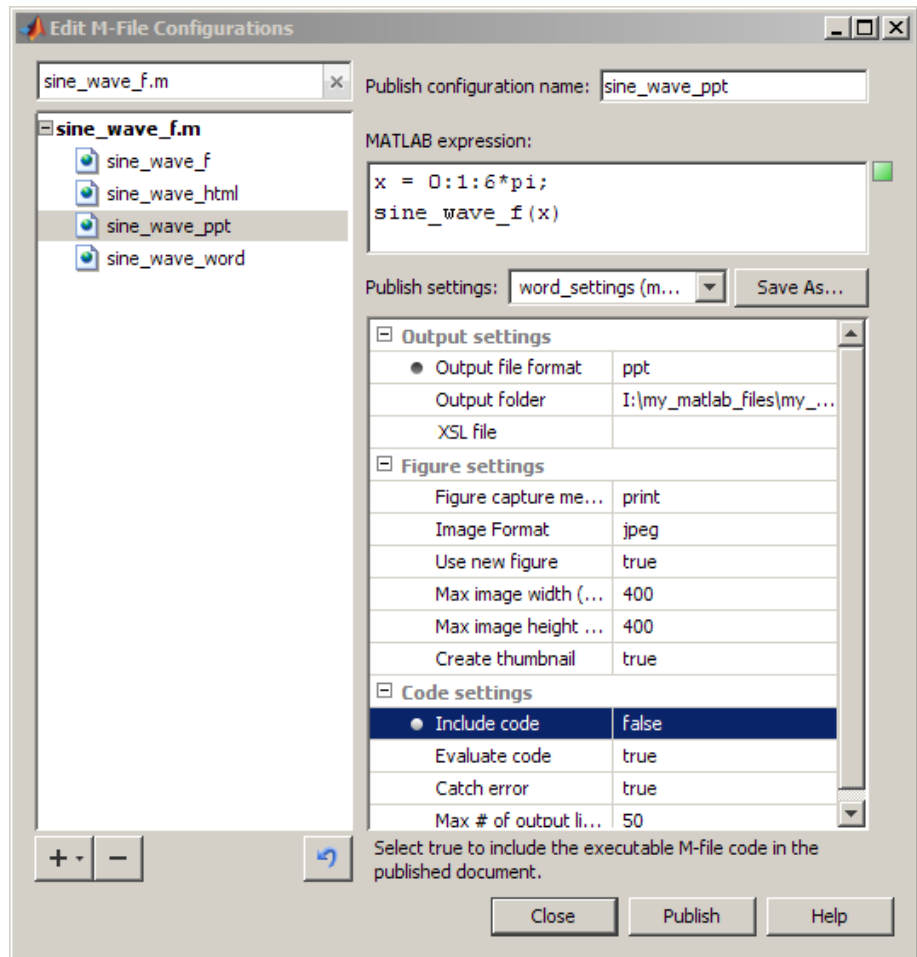 Edit M-File Configurations
sine_wave_f.m
sine_wave_f.m
sine_wave_f
sine_wave_html
sine_wave_ppt
sine_wave_word
Publish configuration name: sine_wave_ppt
MATLAB expression:
x = 0:1:6*pi;
sine_wave_f(x)
Publish settings: word_settings (m... Save As...
Output settings
Output file format ppt
Output folder I:\my_matlab_files\my_...
XSL file
Figure settings
Figure capture me... print
Image Format jpeg
Use new figure true
Max image width (... 400
Max image height ... 400
Create thumbnail true
Code settings
Include code false
Evaluate code true
Catch error true
Max # of output li... 50
Select true to include the executable M-file code in the
published document.
Close Publish Help